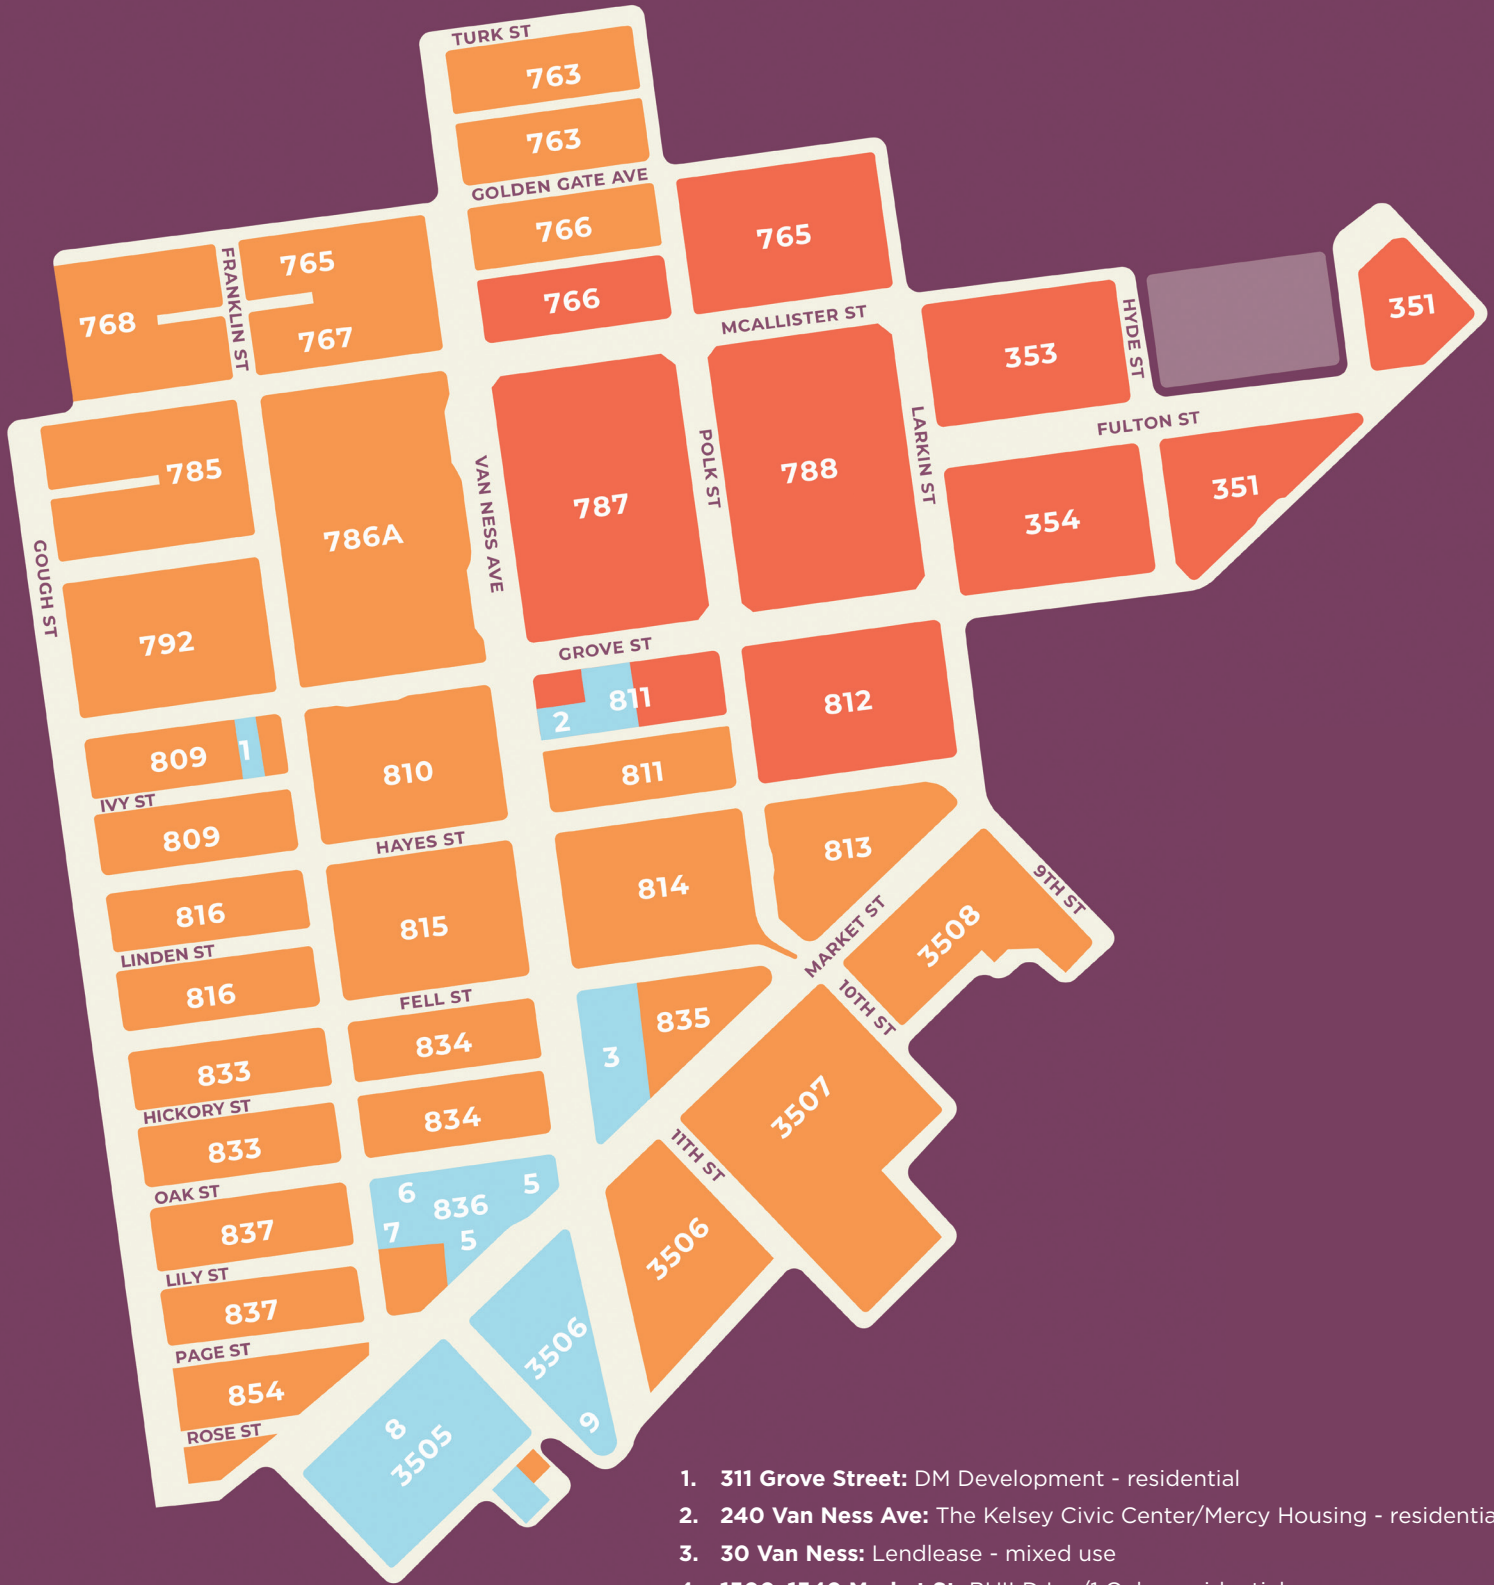 TURK ST
763
763
GOLDEN GATE AVE
766
765
766
FRANKLIN ST
765
768
767
MCALLISTER ST
353
HYDE ST
351
FULTON ST
785
786A
VAN NESS AVE
787
POLK ST
788
LARKIN ST
354
351
GOUGH ST
792
GROVE ST
811
2
812
809
1
810
811
IVY ST
809
HAYES ST
814
813
9TH ST
816
815
MARKET ST
3508
LINDEN ST
816
FELL ST
10TH ST
835
3
833
834
HICKORY ST
833
834
3507
11TH ST
OAK ST
837
6
836
5
7
5
3506
LILY ST
837
PAGE ST
854
3506
ROSE ST
8
3505
9
1. 311 Grove Street: DM Development - residential
2. 240 Van Ness Ave: The Kelsey Civic Center/Mercy Housing - residentia
3. 30 Van Ness: Lendlease - mixed use